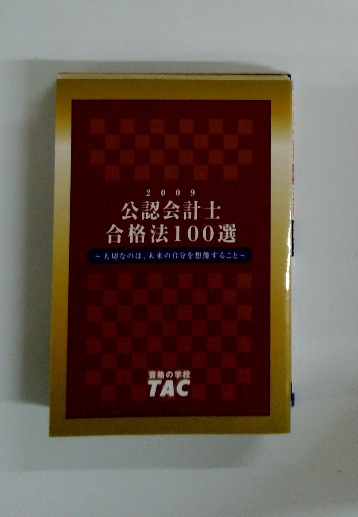 2009
公認会計士
合格法100選
～大切なのは、未来の自分を想像すること～
資格の学校
TAC